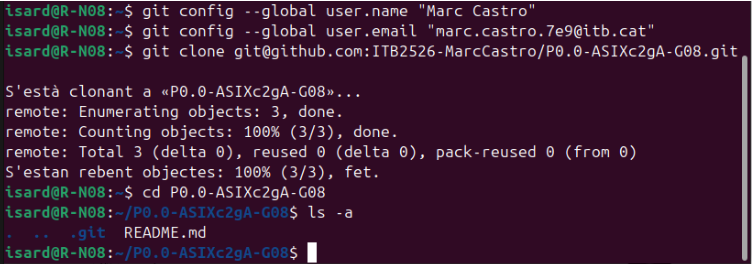 isard@R-N08:~$ git config --global user.name "Marc Castro"
isard@R-N08:~$ git config --global user.email "marc.castro.7e9@itb.cat"
isard@R-N08:~$ git clone git@github.com:ITB2526-MarcCastro/P0.0-ASIXc2gA-G08.git
S'està clonant a «P0.0-ASIXc2gA-G08»...
remote: Enumerating objects: 3, done.
remote: Counting objects: 100% (3/3), done.
remote: Total 3 (delta 0), reused 0 (delta 0), pack-reused 0 (from 0)
S'estan rebent objectes: 100% (3/3), fet.
isard@R-N08:~$ cd P0.0-ASIXc2gA-G08
isard@R-N08:~/P0.0-ASIXc2gA-G08$ ls -a
. .. .git README.md
isard@R-N08:~/P0.0-ASIXc2gA-G08$